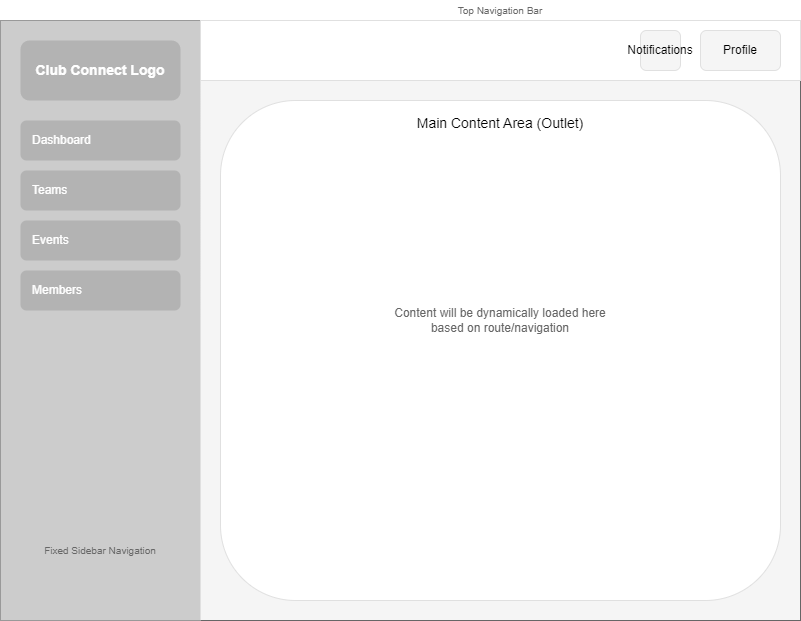 Top Navigation Bar
Club Connect Logo
Notifications
Profile
Dashboard
Teams
Events
Members
Fixed Sidebar Navigation
Main Content Area (Outlet)
Content will be dynamically loaded here
based on route/navigation